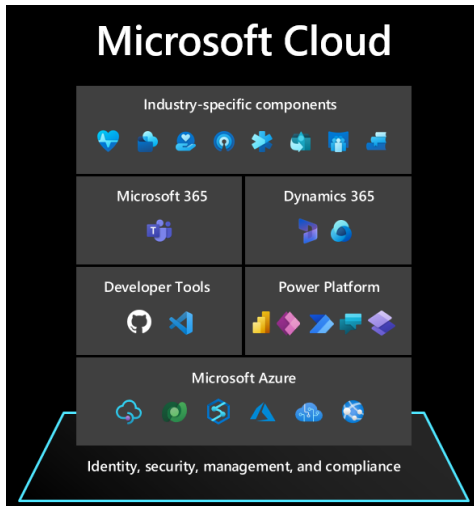 Microsoft Cloud
Industry-specific components
Microsoft 365
Dynamics 365
T
Developer Tools
Power Platform
Microsoft Azure
Identity, security, management, and compliance